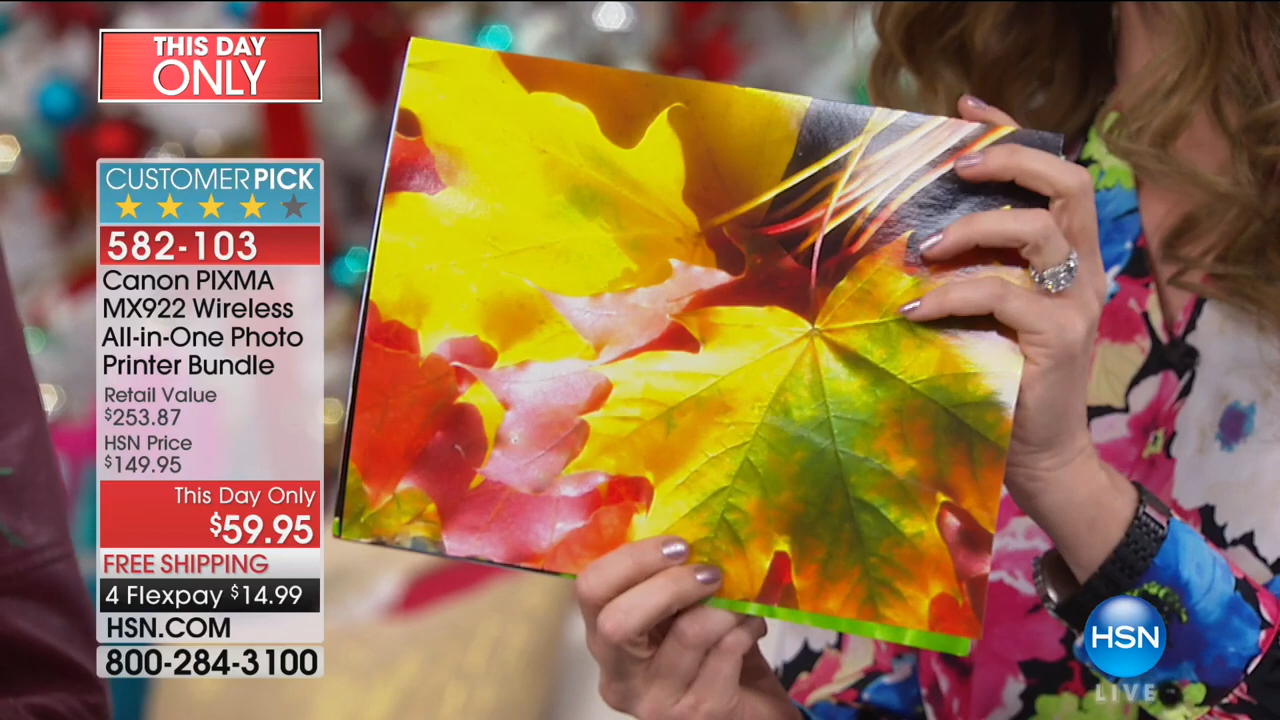 THIS DAY
ONLY
CUSTOMER PICK
582-103
Canon PIXMA
MX922 Wireless
All-in-One Photo
Printer Bundle
Retail Value
$253.87
HSN Price
$149.95
This Day Only
$59.95
FREE SHIPPING
4 Flexpay $14.99
HSN.COM
800-284-3100
HSN
LIVE